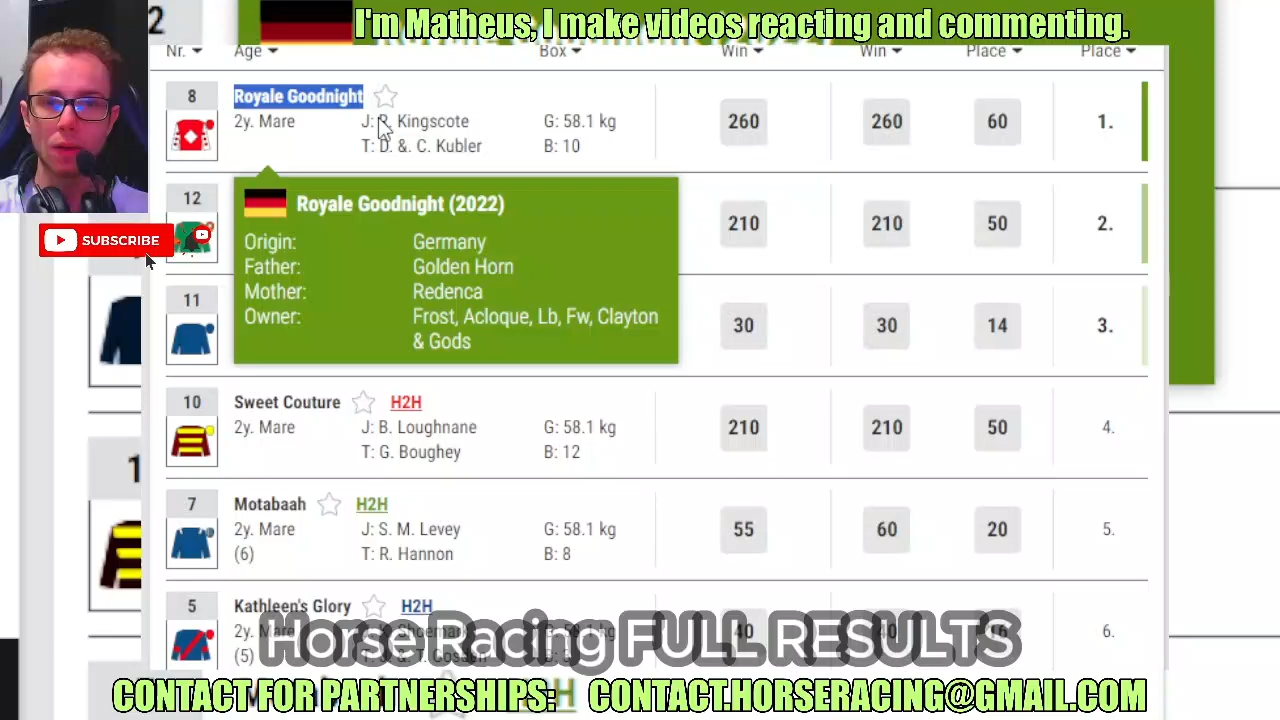 2
I'm Matheus, I make videos reacting and commenting.
Nr. Age Box Win Win Place Place
8 Royale Goodnight
2y. Mare J: R. Kingscote G: 58.1 kg 260 260 60 1.
T: D. &. C. Kubler B: 10
12 Royale Goodnight (2022) 210 210 50 2.
SUBSCRIBE
Origin: Germany
Father: Golden Horn
Mother: Redenca
11 Owner: Frost, Acloque, Lb, Fw, Clayton 30 30 14 3.
& Gods
10 Sweet Couture H2H
2y. Mare J: B. Loughnane G: 58.1 kg 210 210 50 4.
T: G. Boughey B: 12
7 Motabaah H2H
2y. Mare J: S. M. Levey G: 58.1 kg 55 60 20 5.
(6) T: R. Hannon B: 8
5 Kathleen's Glory H2H
2y. Mare 40 40 16 6.
(5)
Horse Racing FULL RESULTS
CONTACT FOR PARTNERSHIPS: CONTACT.HORSERACING@GMAIL.COM